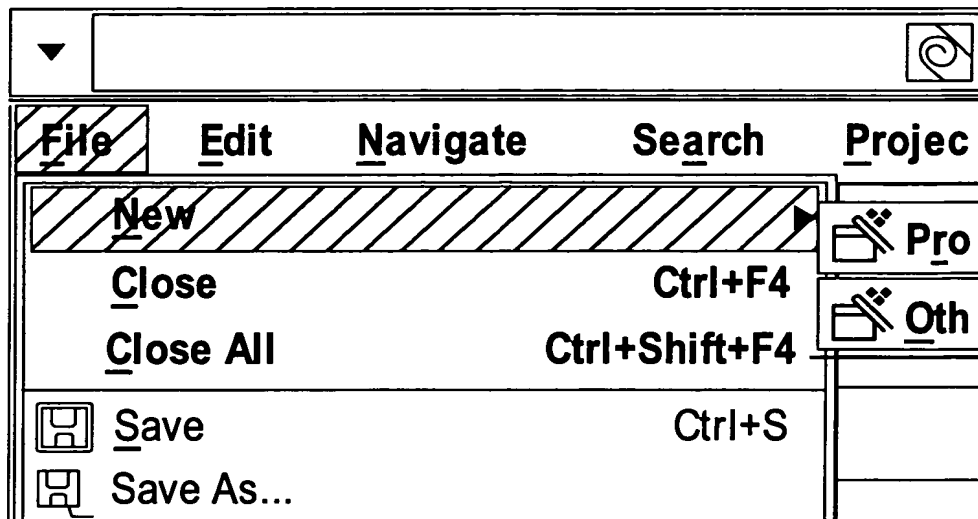 File Edit Navigate Search Projec
New
Pro
Close Ctrl+F4
Oth
Close All Ctrl+Shift+F4
Save Ctrl+S
Save As...